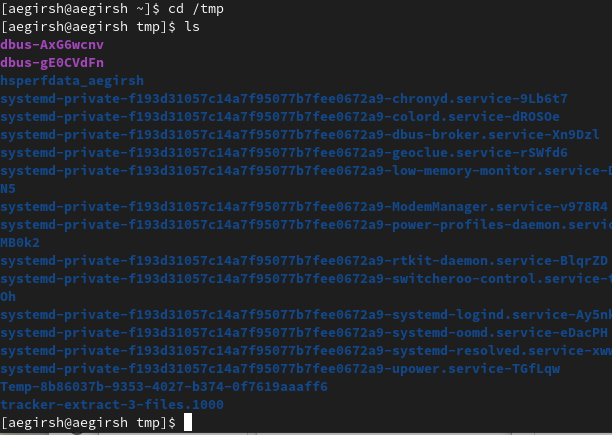 [aegirsh@aegirsh ~]$ cd /tmp
[aegirsh@aegirsh tmp]$ ls
dbus-AxG6wcnv
dbus-gE0CVdFn
hsperfdata_aegirsh
systemd-private-f193d31057c14a7f95077b7fee0672a9-chronyd.service-9Lb6t7
systemd-private-f193d31057c14a7f95077b7fee0672a9-colord.service-dROSOe
systemd-private-f193d31057c14a7f95077b7fee0672a9-dbus-broker.service-Xn9Dzl
systemd-private-f193d31057c14a7f95077b7fee0672a9-geoclue.service-rSWfd6
systemd-private-f193d31057c14a7f95077b7fee0672a9-low-memory-monitor.service-
N5
systemd-private-f193d31057c14a7f95077b7fee0672a9-ModemManager.service-v978R4
systemd-private-f193d31057c14a7f95077b7fee0672a9-power-profiles-daemon.servic
MB0k2
systemd-private-f193d31057c14a7f95077b7fee0672a9-rtkit-daemon.service-BlqrZD
systemd-private-f193d31057c14a7f95077b7fee0672a9-switcheroo-control.service-
Oh
systemd-private-f193d31057c14a7f95077b7fee0672a9-systemd-logind.service-Ay5n
systemd-private-f193d31057c14a7f95077b7fee0672a9-systemd-oomd.service-eDacPH
systemd-private-f193d31057c14a7f95077b7fee0672a9-systemd-resolved.service-xw
systemd-private-f193d31057c14a7f95077b7fee0672a9-upower.service-TGfLqw
Temp-8b86037b-9353-4027-b374-0f7619aaaff6
tracker-extract-3-files.1000
[aegirsh@aegirsh tmp]$